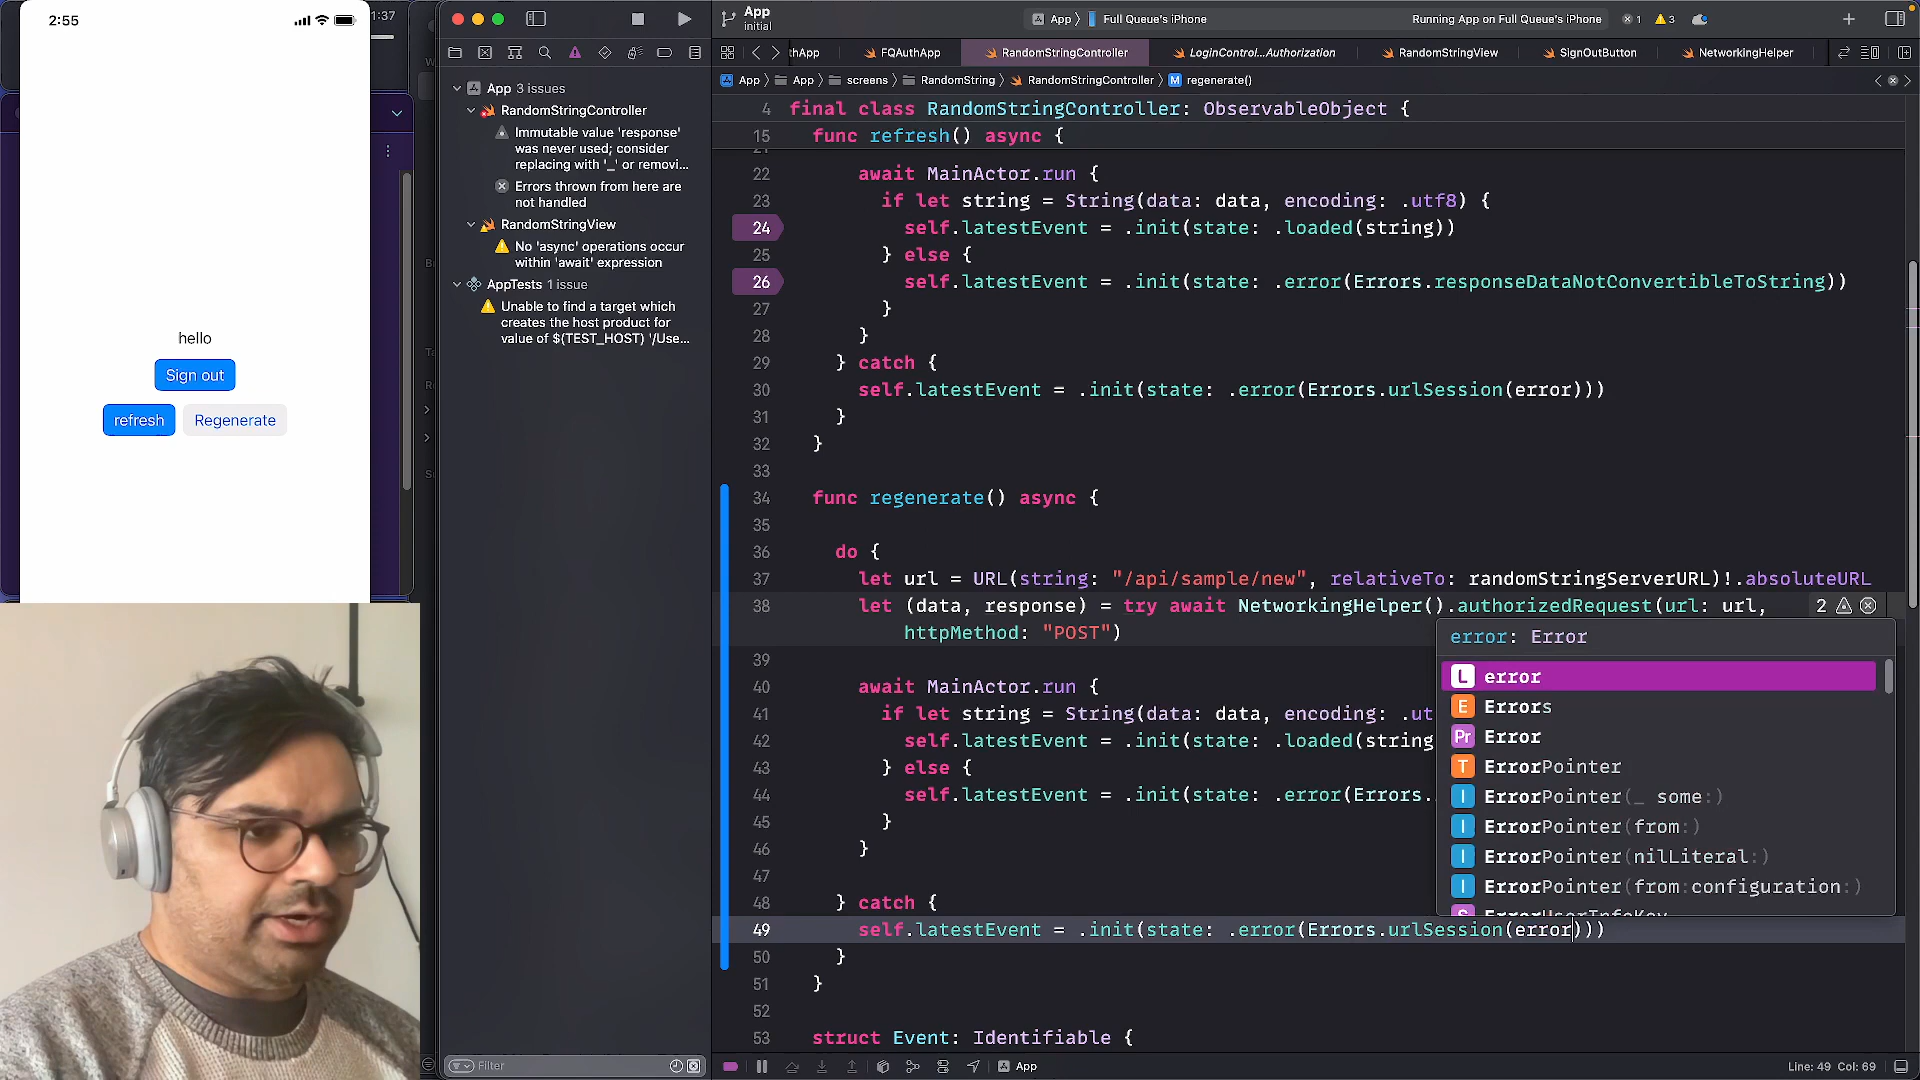 2:55
1:37
App
initial
App 〉 Full Queue's iPhone
Running App on Full Queue's iPhone
1
3
thApp
FQAuthApp
RandomStringController
LoginControl...Authorization
RandomStringView
SignOutButton
NetworkingHelper
App 〉 App 〉 screens 〉 RandomString 〉 RandomStringController 〉 M regenerate()
App 3 issues
RandomStringController
Immutable value 'response'
was never used; consider
replacing with '_' or removi...
Errors thrown from here are
not handled
RandomStringView
No 'async' operations occur
within 'await' expression
AppTests 1 issue
Unable to find a target which
creates the host product for
value of $(TEST_HOST) '/Use...
hello
Sign out
refresh
Regenerate
4 final class RandomStringController: ObservableObject {
15 func refresh() async {
22 await MainActor.run {
23 if let string = String(data: data, encoding: .utf8) {
24 self.latestEvent = .init(state: .loaded(string))
25 } else {
26 self.latestEvent = .init(state: .error(Errors.responseDataNotConvertibleToString))
27 }
28 }
29 } catch {
30 self.latestEvent = .init(state: .error(Errors.urlSession(error)))
31 }
32 }
33
34 func regenerate() async {
35
36 do {
37 let url = URL(string: "/api/sample/new", relativeTo: randomStringServerURL)!.absoluteURL
38 let (data, response) = try await NetworkingHelper().authorizedRequest(url: url, 2
httpMethod: "POST")
39
40 await MainActor.run {
41 if let string = String(data: data, encoding: .ut
42 self.latestEvent = .init(state: .loaded(string
43 } else {
44 self.latestEvent = .init(state: .error(Errors.
45 }
46 }
47
48 } catch {
49 self.latestEvent = .init(state: .error(Errors.urlSession(error)))
50 }
51 }
52
53 struct Event: Identifiable {
error: Error
L error
E Errors
Pr Error
T ErrorPointer
I ErrorPointer(_ some:)
I ErrorPointer(from:)
I ErrorPointer(nilLiteral:)
I ErrorPointer(from:configuration:)
S ErrorUserInfoKey
Filter
App
Line: 49 Col: 69